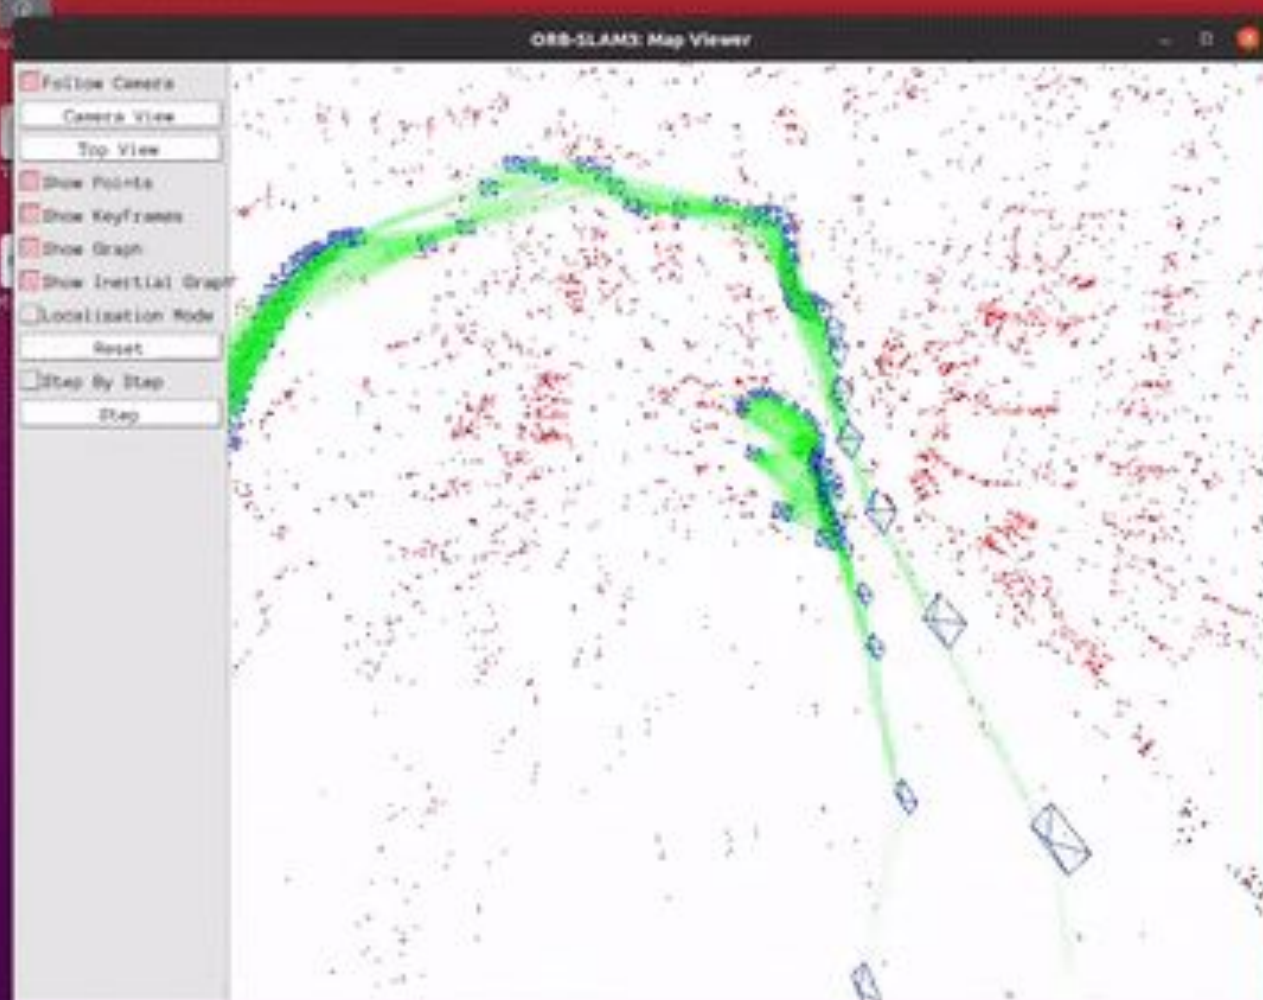 ORB-SLAM3: Map Viewer
Follow Camera
Camera View
Top View
Show Points
Show KeyFrames
Show Graph
Show Inertial Graph
Localisation Mode
Reset
Step By Step
Step